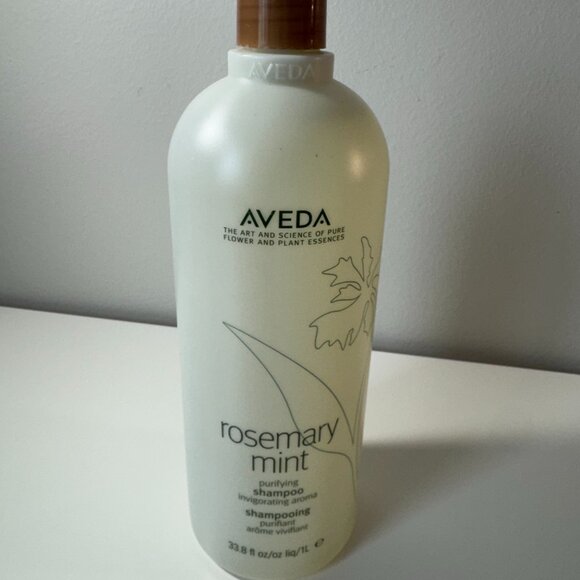 AVEDA
AVEDA
THE ART AND SCIENCE OF PURE
FLOWER AND PLANT ESSENCES
rosemary
mint
purifying
shampoo
invigorating aroma
shampooing
purifiant
arôme vivifiant
33.8 fl oz/oz liq/1L ℮